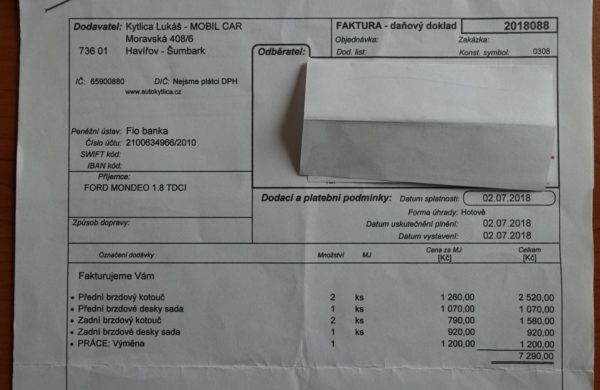 Dodavatel: Kytlica Lukáš - MOBIL CAR
Moravská 408/6
736 01 Havířov - Šumbark
IČ: 65900880 DIČ: Nejsme plátci DPH
www.autokytlica.cz
Peněžní ústav: Fio banka
Číslo účtu: 2100634966/2010
SWIFT kód:
IBAN kód:
Příjemce:
FORD MONDEO 1.8 TDCI
Způsob dopravy:
FAKTURA - daňový doklad 2018088
Objednávka: Zakázka:
Dod. list: Konst. symbol: 0308
Odběratel:
Dodací a platební podmínky: Datum splatnosti: 02.07.2018
Forma úhrady: Hotově
Datum uskutečnění plnění: 02.07.2018
Datum vystavení: 02.07.2018
Označení dodávky Množství MJ Cena za MJ Celkem
[Kč] [Kč]
Fakturujeme Vám
• Přední brzdový kotouč 2 ks 1 260,00 2 520,00
• Přední brzdové desky sada 1 ks 1 070,00 1 070,00
• Zadní brzdový kotouč 2 ks 790,00 1 580,00
• Zadní brzdové desky sada 1 ks 920,00 920,00
• PRÁCE: Výměna 1 1 200,00 1 200,00
7 290,00